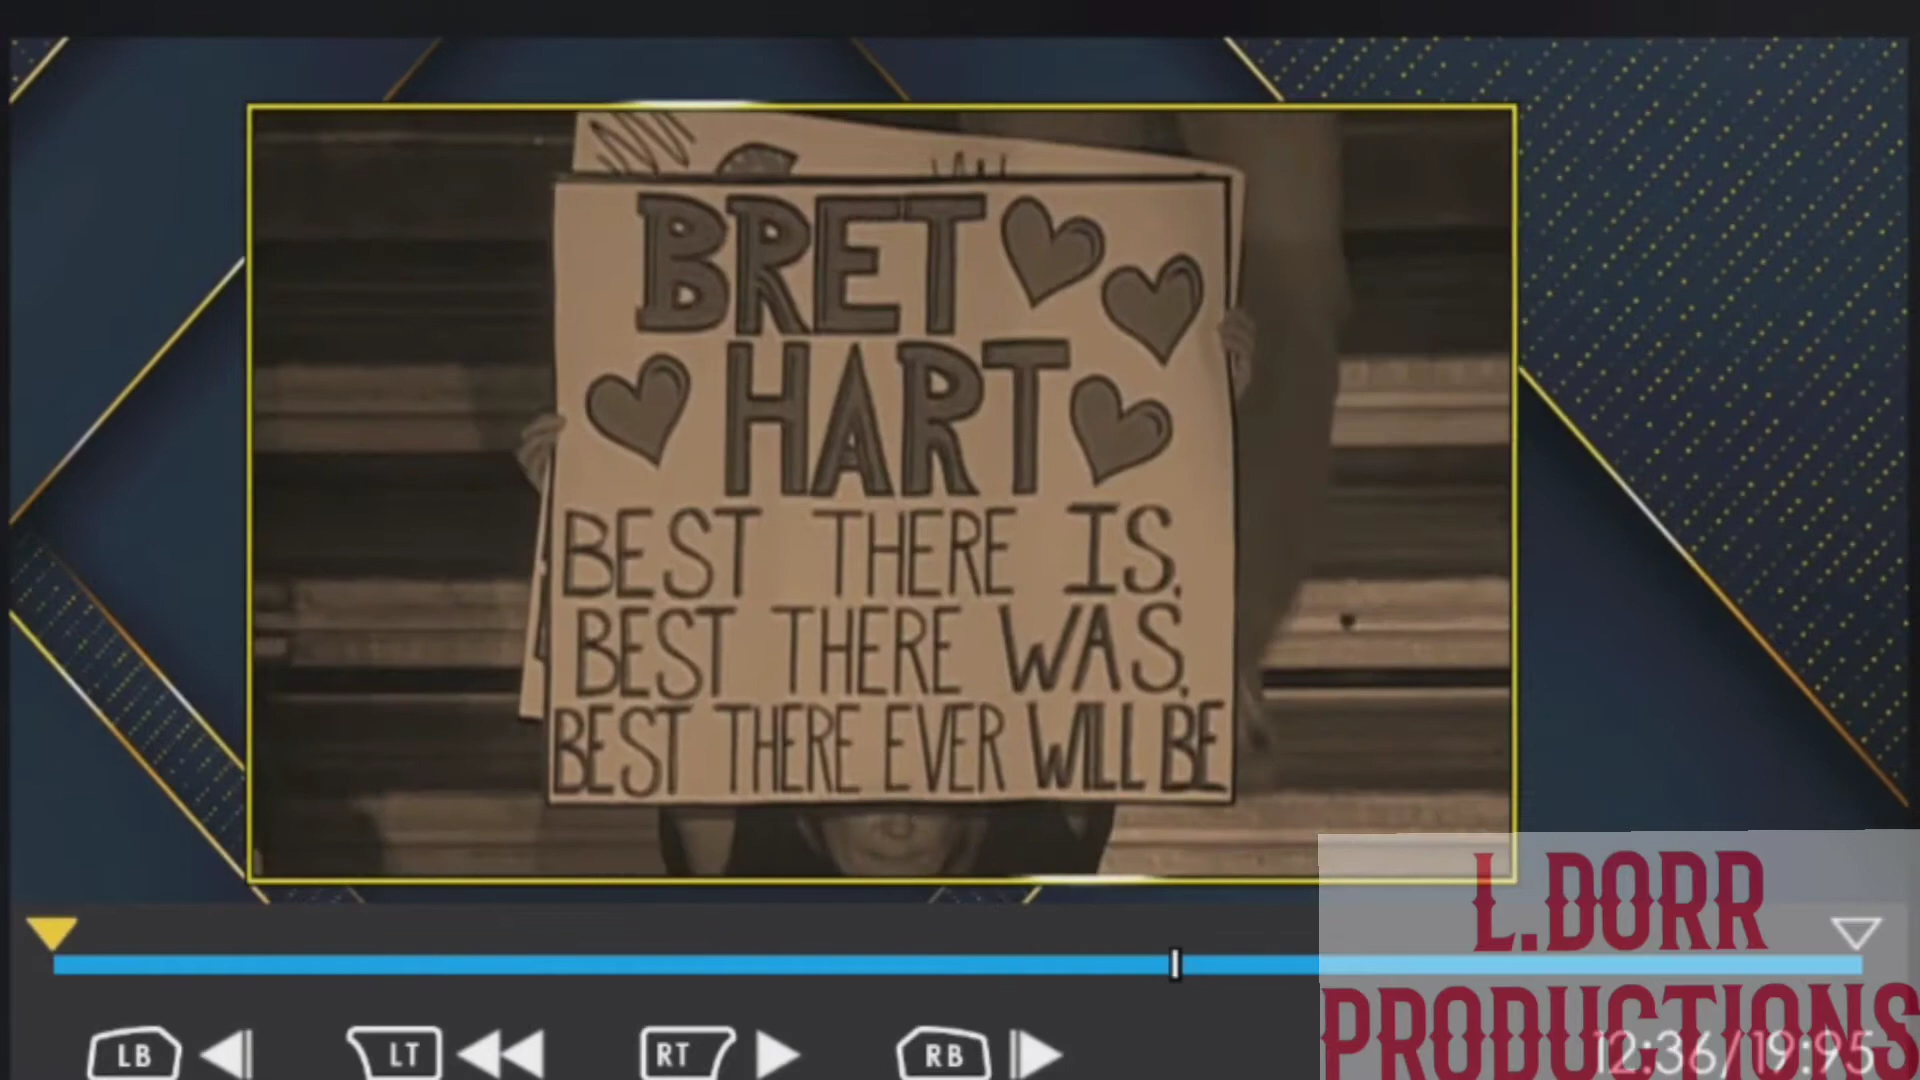 BRET
HART
BEST THERE IS,
BEST THERE WAS,
BEST THERE EVER WILL BE
L.DORR
PRODUCTIONS
LB
LT
RT
RB
12:36/19:95